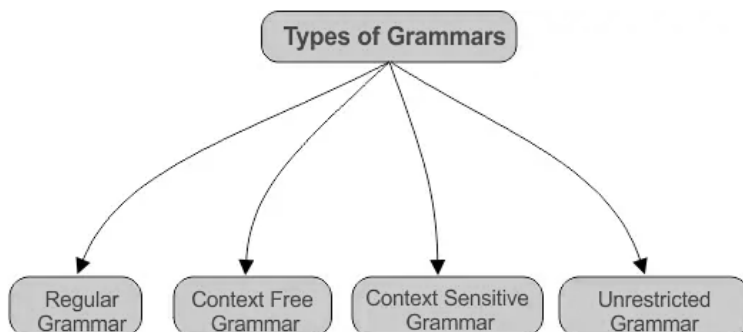 Types of Grammars
Regular
Grammar
Context Free
Grammar
Context Sensitive
Grammar
Unrestricted
Grammar